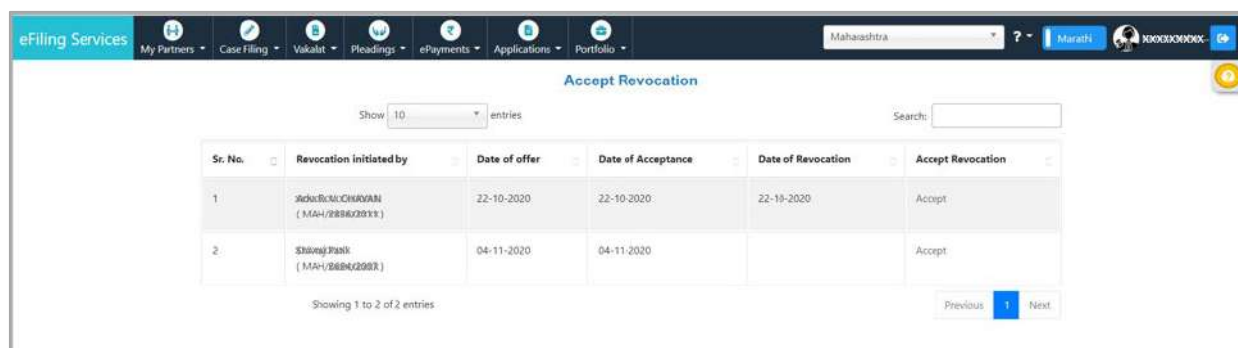 eFiling Services My Partners Case Filing Vakalat Pleadings ePayments Applications Portfolio Maharashtra ? Marathi
Accept Revocation
Show 10 entries Search:
Sr. No. Revocation initiated by Date of offer Date of Acceptance Date of Revocation Accept Revocation
1 22-10-2020 22-10-2020 22-10-2020 Accept
( MAH/ )
2 04-11-2020 04-11-2020 Accept
( MAH/ )
Showing 1 to 2 of 2 entries Previous 1 Next